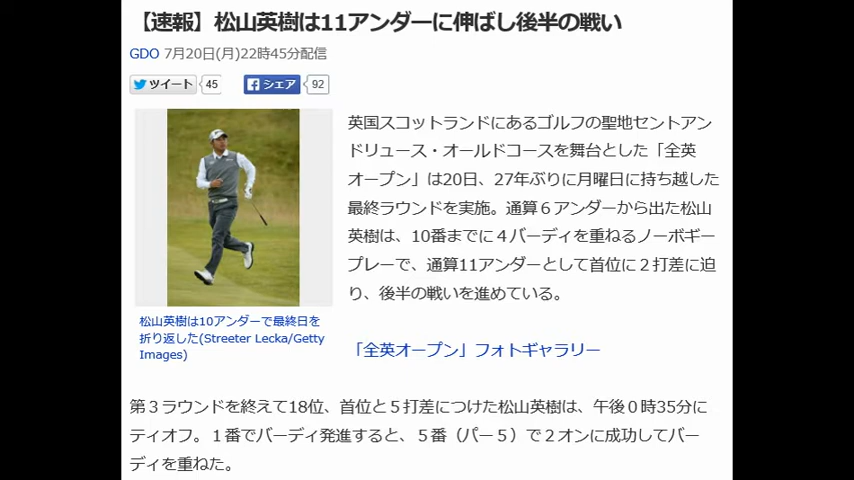 【速報】松山英樹は11アンダーに伸ばし後半の戦い
GDO 7月20日(月)22時45分配信
ツイート 45 シェア 92
英国スコットランドにあるゴルフの聖地セントアン
ドリュース・オールドコースを舞台とした「全英
オープン」は20日、27年ぶりに月曜日に持ち越した
最終ラウンドを実施。通算６アンダーから出た松山
英樹は、10番までに４バーディを重ねるノーボギー
プレーで、通算11アンダーとして首位に２打差に迫
り、後半の戦いを進めている。
「全英オープン」フォトギャラリー
松山英樹は10アンダーで最終日を
折り返した(Streeter Lecka/Getty
Images)
第３ラウンドを終えて18位、首位と５打差につけた松山英樹は、午後０時35分に
ティオフ。１番でバーディ発進すると、５番（パー５）で２オンに成功してバー
ディを重ねた。